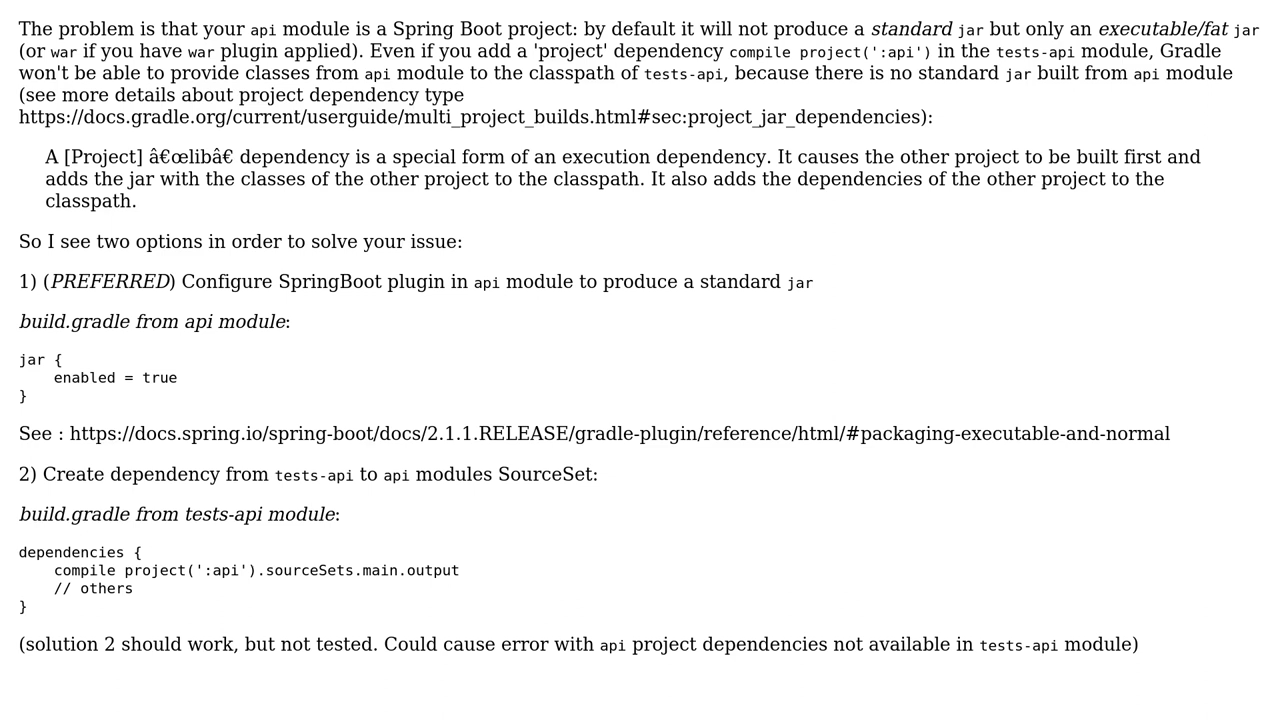 The problem is that your api module is a Spring Boot project: by default it will not produce a standard jar but only an executable/fat jar
(or war if you have war plugin applied). Even if you add a 'project' dependency compile project(':api') in the tests-api module, Gradle
won't be able to provide classes from api module to the classpath of tests-api, because there is no standard jar built from api module
(see more details about project dependency type
https://docs.gradle.org/current/userguide/multi_project_builds.html#sec:project_jar_dependencies):
A [Project] â€œlibâ€ dependency is a special form of an execution dependency. It causes the other project to be built first and
adds the jar with the classes of the other project to the classpath. It also adds the dependencies of the other project to the
classpath.
So I see two options in order to solve your issue:
1) (PREFERRED) Configure SpringBoot plugin in api module to produce a standard jar
build.gradle from api module:
jar {
    enabled = true
}
See : https://docs.spring.io/spring-boot/docs/2.1.1.RELEASE/gradle-plugin/reference/html/#packaging-executable-and-normal
2) Create dependency from tests-api to api modules SourceSet:
build.gradle from tests-api module:
dependencies {
    compile project(':api').sourceSets.main.output
    // others
}
(solution 2 should work, but not tested. Could cause error with api project dependencies not available in tests-api module)